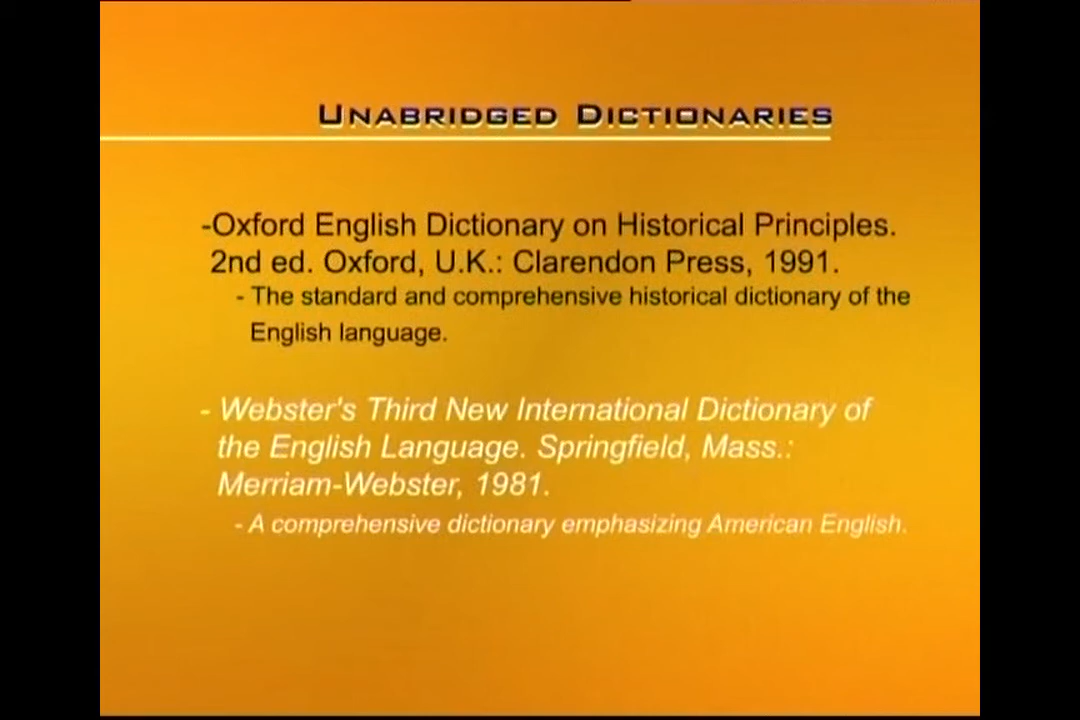 UNABRIDGED DICTIONARIES
-Oxford English Dictionary on Historical Principles.
2nd ed. Oxford, U.K.: Clarendon Press, 1991.
- The standard and comprehensive historical dictionary of the
English language.
- Webster's Third New International Dictionary of
the English Language. Springfield, Mass.:
Merriam-Webster, 1981.
- A comprehensive dictionary emphasizing American English.